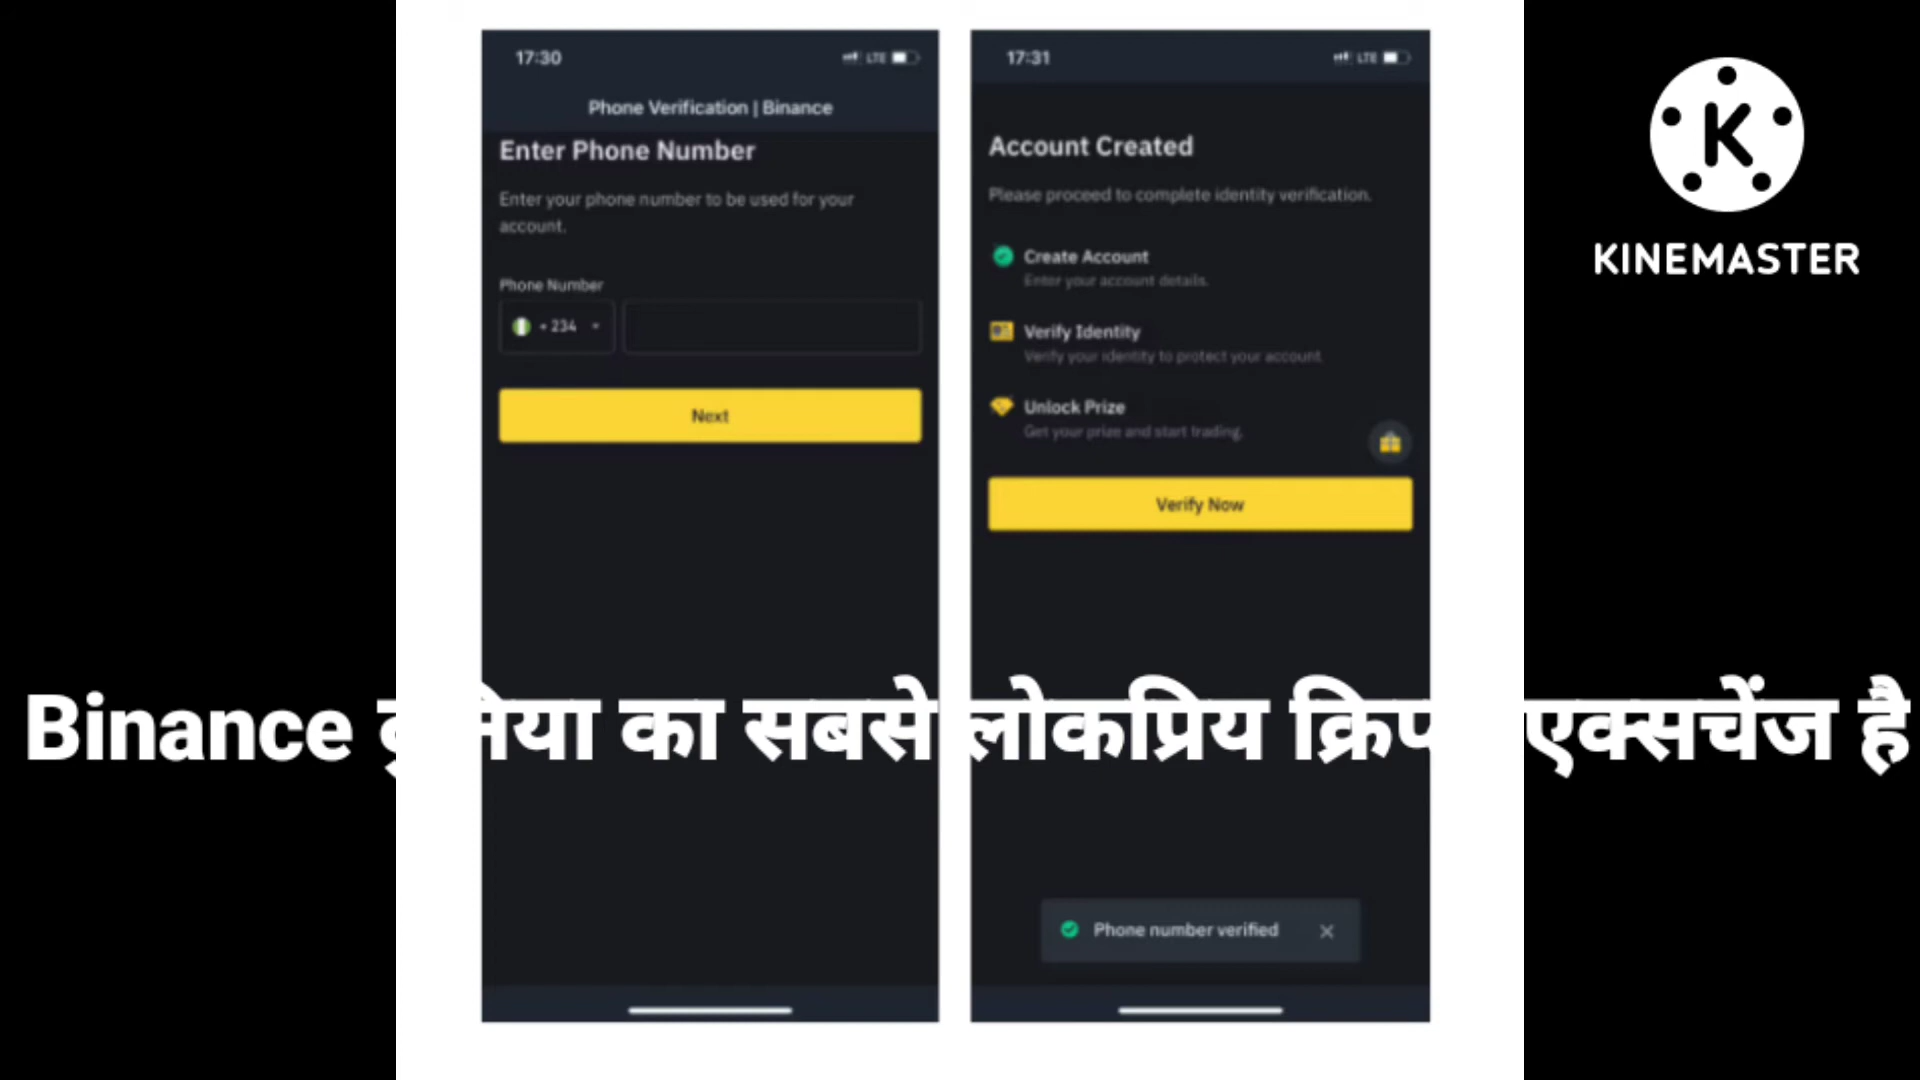 17:30
LTE
Phone Verification | Binance
Enter Phone Number
Enter your phone number to be used for your
account.
Phone Number
+234
Next
17:31
LTE
Account Created
Please proceed to complete identity verification.
Create Account
Enter your account details.
Verify Identity
Verify your identity to protect your account
Unlock Prize
Get your prize and start trading.
Verify Now
Phone number verified
K
KINEMASTER
Binance का सबसे लोकप्रिय एक्सचेंज है